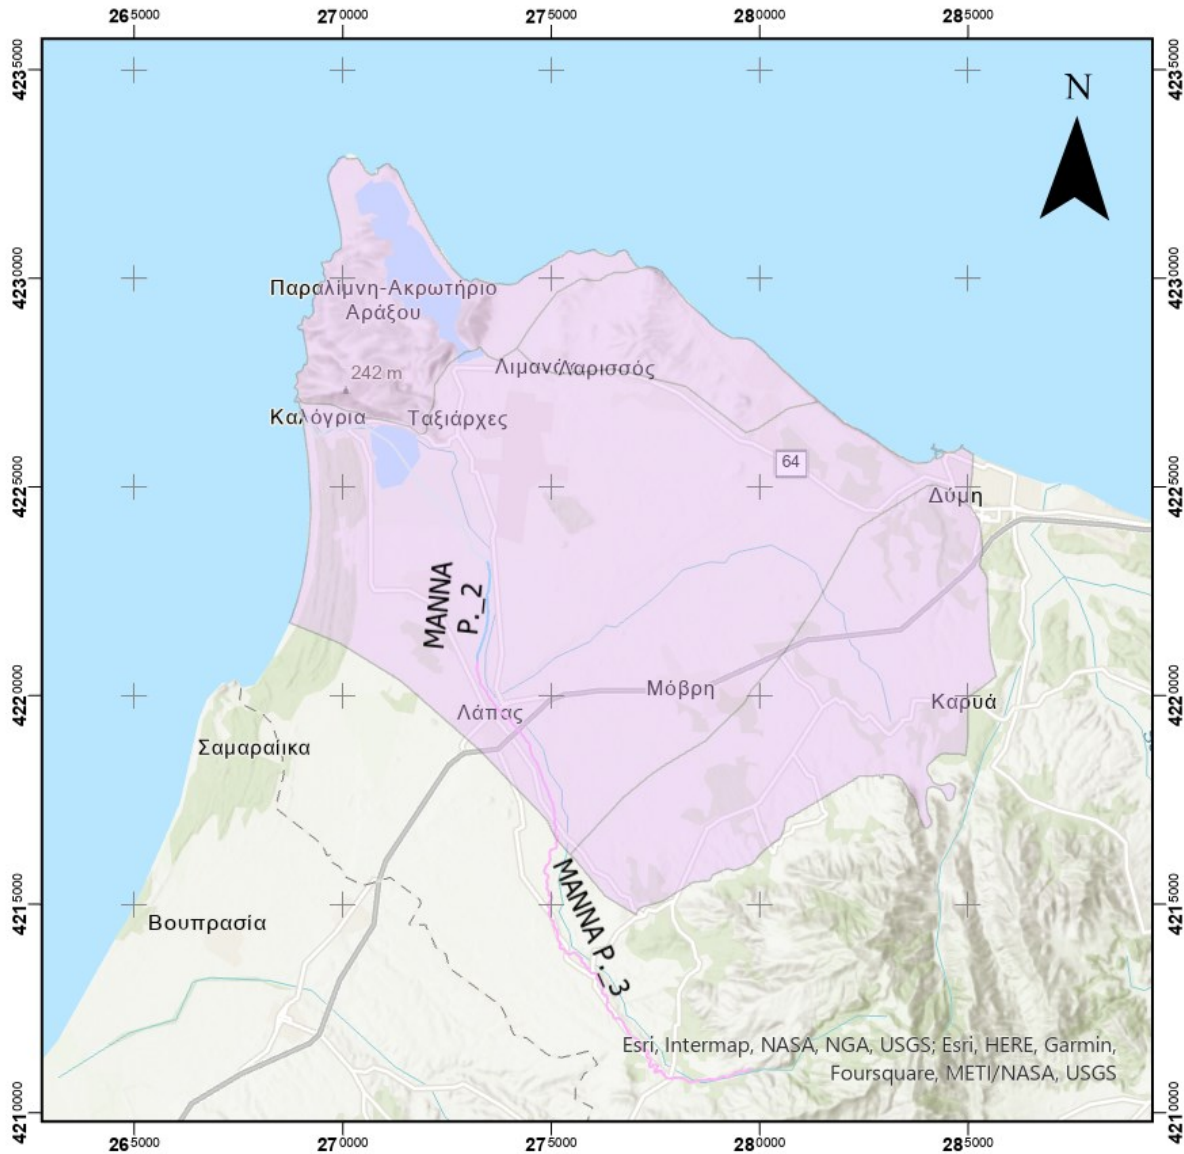 265000 270000 275000 280000 285000
4235000
4235000
N
4230000
4230000
Παραλίμνη-Ακρωτήριο
Αράξου
242 m
Λιμανά
Λαρισσός
Καλόγρια
Ταξιάρχες
64
4225000
4225000
Δύμη
MANNA
P._2
4220000
4220000
Μόβρη
Λάπας
Καρυά
Σαμαραίικα
4215000
4215000
MANNA P._3
Βουπρασία
Esri, Intermap, NASA, NGA, USGS; Esri, HERE, Garmin,
Foursquare, METI/NASA, USGS
4210000
4210000
265000 270000 275000 280000 285000